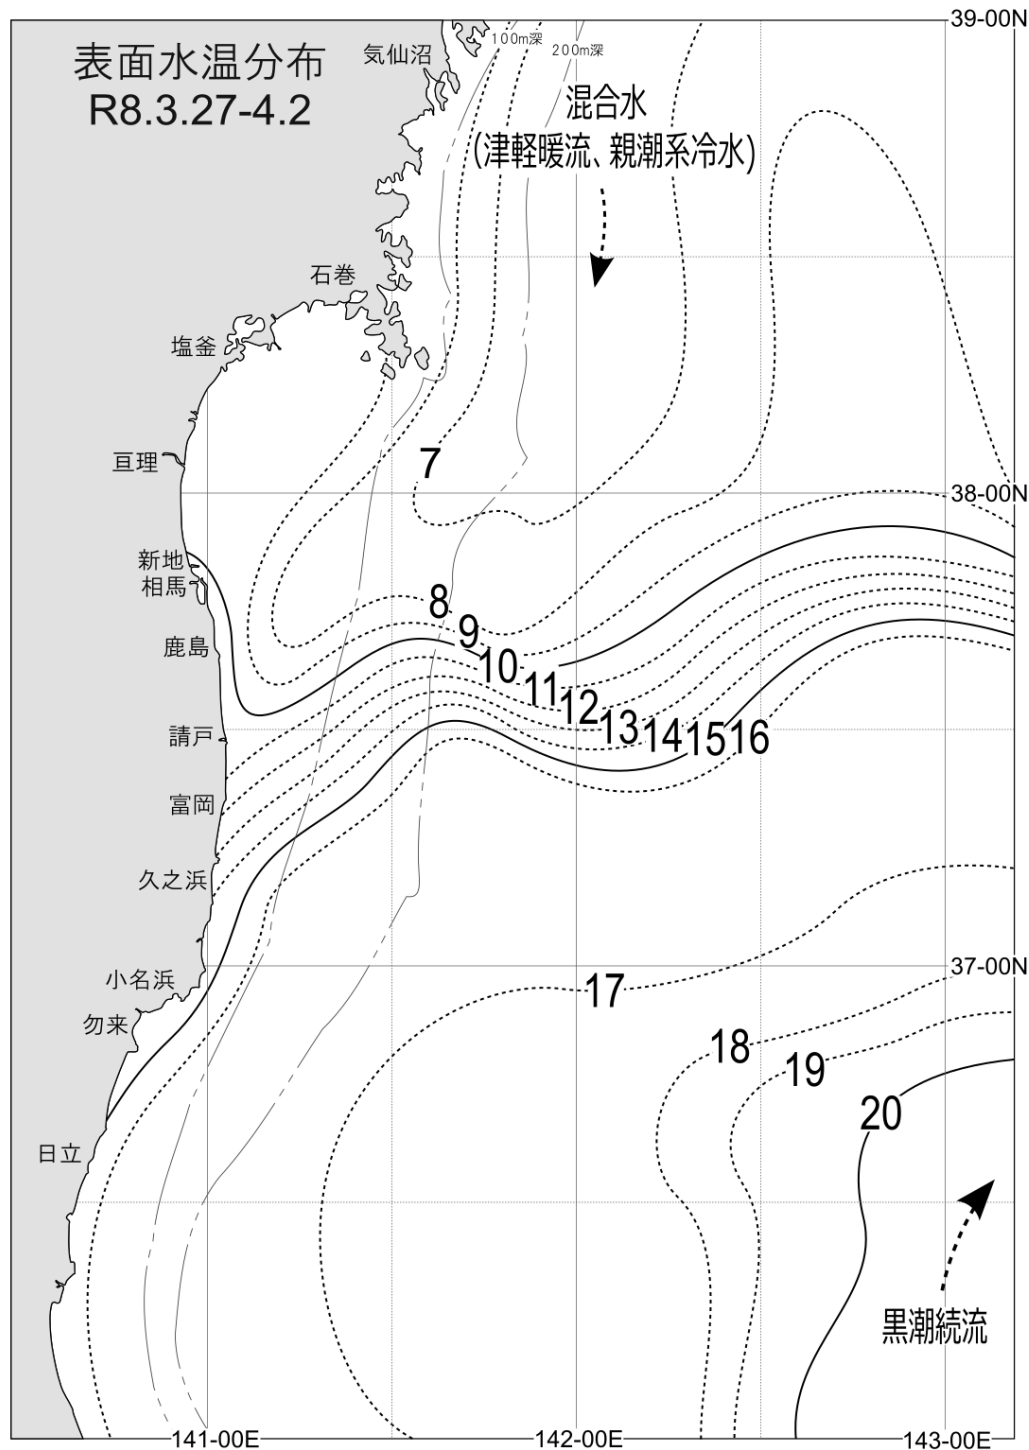 表面水温分布
R8.3.27-4.2
気仙沼
100m深
200m深
39-00N
混合水
(津軽暖流、親潮系冷水)
石巻
塩釜
亘理
7
38-00N
新地
相馬
8
9
鹿島
10
11
12
13
14
15
16
請戸
富岡
久之浜
37-00N
小名浜
17
勿来
18
19
20
日立
黒潮続流
141-00E
142-00E
143-00E